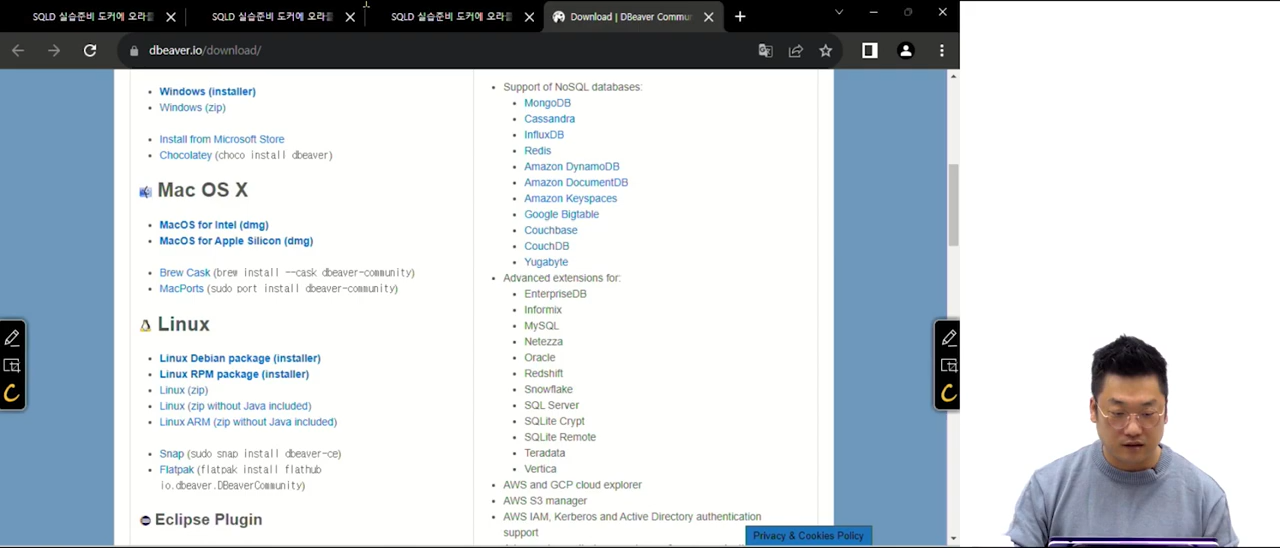 SQLD 실습준비 도커에 오라클
SQLD 실습준비 도커에 오라클
SQLD 실습준비 도커에 오라클
Download | DBeaver Commun
dbeaver.io/download/
Windows (installer)
Windows (zip)
Install from Microsoft Store
Chocolatey (choco install dbeaver)
Mac OS X
MacOS for Intel (dmg)
MacOS for Apple Silicon (dmg)
Brew Cask (brew install --cask dbeaver-community)
MacPorts (sudo port install dbeaver-community)
Linux
Linux Debian package (installer)
Linux RPM package (installer)
Linux (zip)
Linux (zip without Java included)
Linux ARM (zip without Java included)
Snap (sudo snap install dbeaver-ce)
Flatpak (flatpak install flathub
io.dbeaver.DBeaverCommunity)
Eclipse Plugin
Support of NoSQL databases:
MongoDB
Cassandra
InfluxDB
Redis
Amazon DynamoDB
Amazon DocumentDB
Amazon Keyspaces
Google Bigtable
Couchbase
CouchDB
Yugabyte
Advanced extensions for:
EnterpriseDB
Informix
MySQL
Netezza
Oracle
Redshift
Snowflake
SQL Server
SQLite Crypt
SQLite Remote
Teradata
Vertica
AWS and GCP cloud explorer
AWS S3 manager
AWS IAM, Kerberos and Active Directory authentication
support
Privacy & Cookies Policy